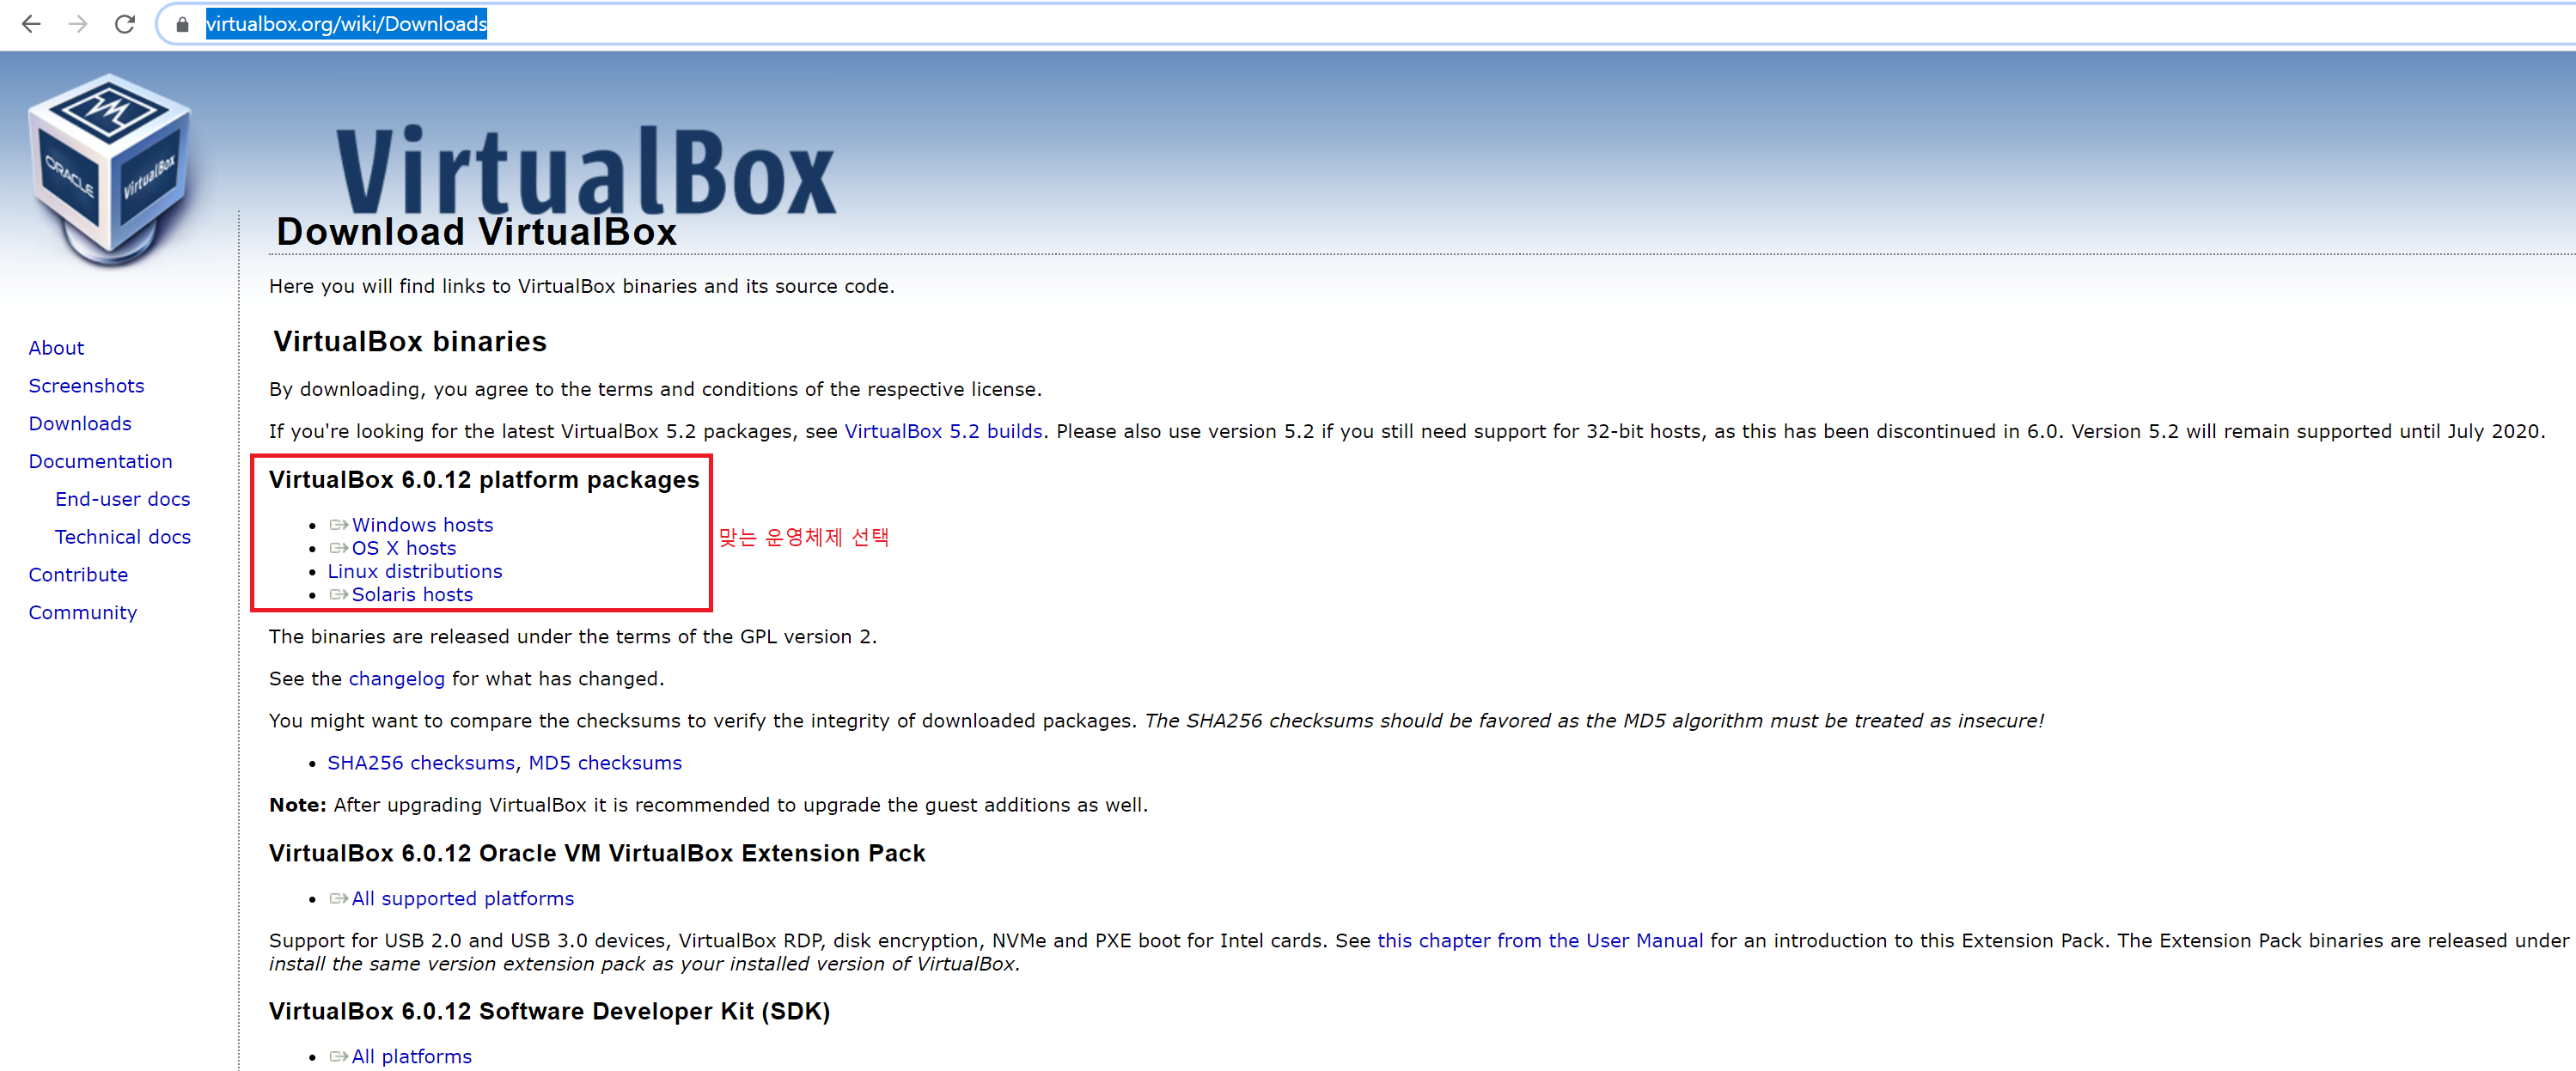 virtualbox.org/wiki/Downloads
ORACLE
VirtualBox
VirtualBox
Download VirtualBox
Here you will find links to VirtualBox binaries and its source code.
VirtualBox binaries
By downloading, you agree to the terms and conditions of the respective license.
If you're looking for the latest VirtualBox 5.2 packages, see VirtualBox 5.2 builds. Please also use version 5.2 if you still need support for 32-bit hosts, as this has been discontinued in 6.0. Version 5.2 will remain supported until July 2020.
VirtualBox 6.0.12 platform packages
Windows hosts
OS X hosts
Linux distributions
Solaris hosts
맞는 운영체제 선택
The binaries are released under the terms of the GPL version 2.
See the changelog for what has changed.
You might want to compare the checksums to verify the integrity of downloaded packages. The SHA256 checksums should be favored as the MD5 algorithm must be treated as insecure!
SHA256 checksums, MD5 checksums
Note: After upgrading VirtualBox it is recommended to upgrade the guest additions as well.
VirtualBox 6.0.12 Oracle VM VirtualBox Extension Pack
All supported platforms
Support for USB 2.0 and USB 3.0 devices, VirtualBox RDP, disk encryption, NVMe and PXE boot for Intel cards. See this chapter from the User Manual for an introduction to this Extension Pack. The Extension Pack binaries are released under
install the same version extension pack as your installed version of VirtualBox.
VirtualBox 6.0.12 Software Developer Kit (SDK)
All platforms
About
Screenshots
Downloads
Documentation
End-user docs
Technical docs
Contribute
Community